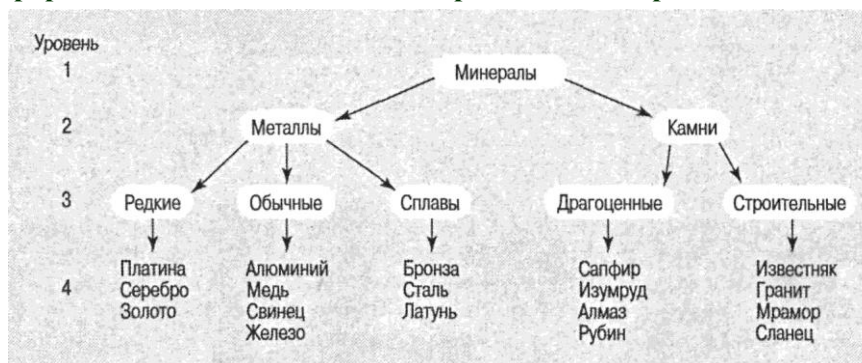 Уровень
1 Минералы
2 Металлы Камни
3 Редкие Обычные Сплавы Драгоценные Строительные
Платина Алюминий Бронза Сапфир Известняк
4 Серебро Медь Сталь Изумруд Гранит
Золото Свинец Латунь Алмаз Мрамор
Железо Рубин Сланец